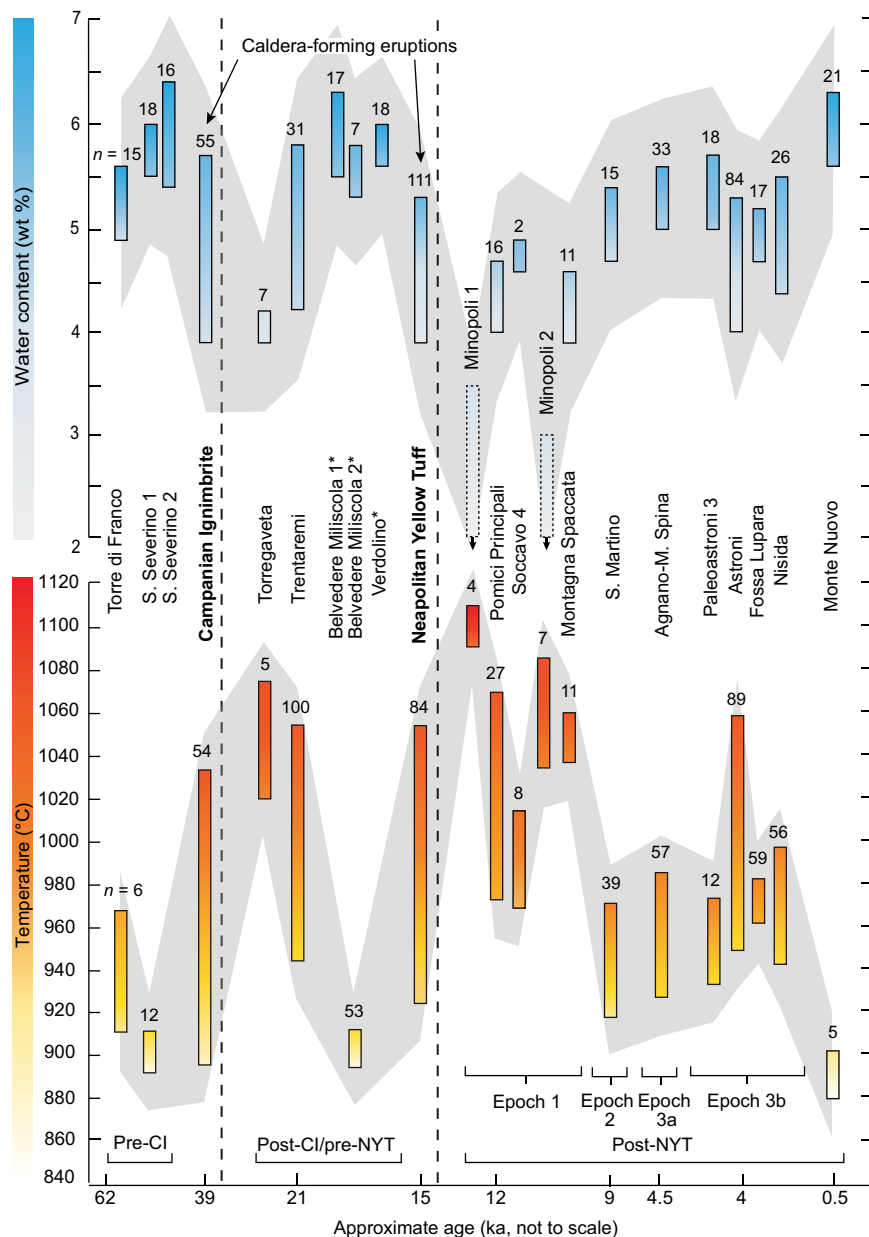 7
6
5
4
3
2
Water content (wt %)
Caldera-forming eruptions
n = 15
18
16
55
7
31
17
7
18
111
16
2
11
15
33
18
84
17
26
21
Minopoli 1
Minopoli 2
Torre di Franco
S. Severino 1
S. Severino 2
Campanian Ignimbrite
Torregaveta
Trentaremi
Belvedere Miliscola 1*
Belvedere Miliscola 2*
Verdolino*
Neapolitan Yellow Tuff
Pomici Principali
Soccavo 4
Montagna Spaccata
S. Martino
Agnano-M. Spina
Paleoastroni 3
Astroni
Fossa Lupara
Nisida
Monte Nuovo
1120
1100
1080
1060
1040
1020
1000
980
960
940
920
900
880
860
840
Temperature (°C)
n = 6
12
54
5
100
53
84
4
27
8
7
11
39
57
12
89
59
56
5
Epoch 1
Epoch
2
Epoch
3a
Epoch 3b
Pre-CI
Post-CI/pre-NYT
Post-NYT
62
39
21
15
12
9
4.5
4
0.5
Approximate age (ka, not to scale)